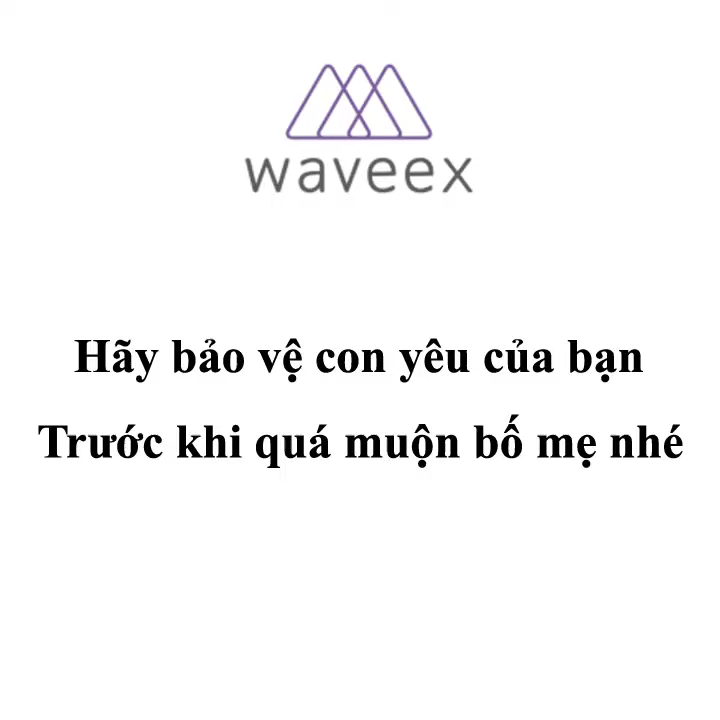 waveex
Hãy bảo vệ con yêu của bạn
Trước khi quá muộn bố mẹ nhé